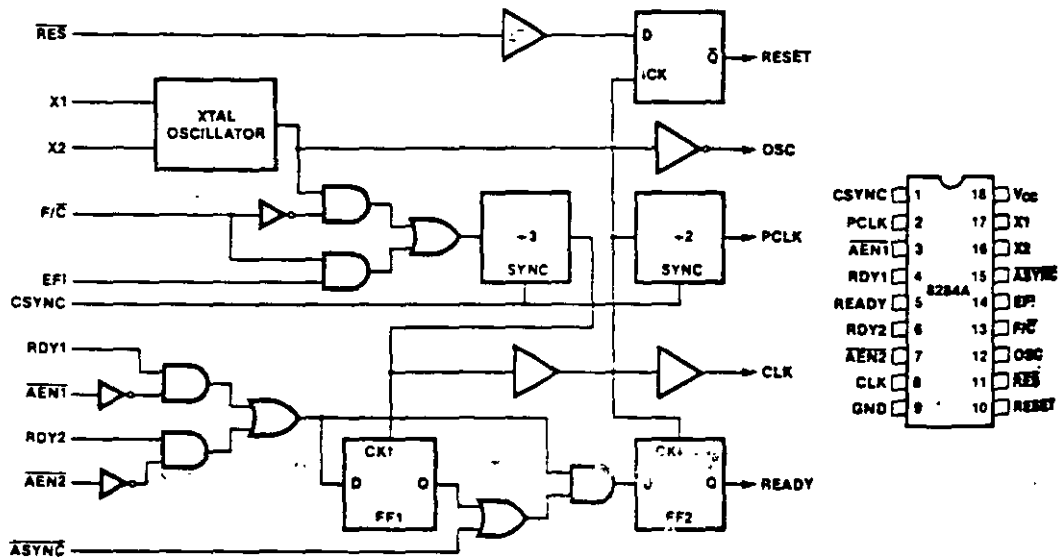 RES
D
Q
RESET
CK
X1
XTAL
OSCILLATOR
X2
OSC
F/C
÷3
÷2
PCLK
EFI
SYNC
SYNC
CSYNC
RDY1
AEN1
CLK
RDY2
CK↑
CK↓
D
Q
J
Q
READY
AEN2
FF1
FF2
ASYNC
CSYNC 1 18 VCC
PCLK 2 17 X1
AEN1 3 16 X2
RDY1 4 15 ASYNC
8284A
READY 5 14 EFI
RDY2 6 13 F/C
AEN2 7 12 OSC
CLK 8 11 RES
GND 9 10 RESET